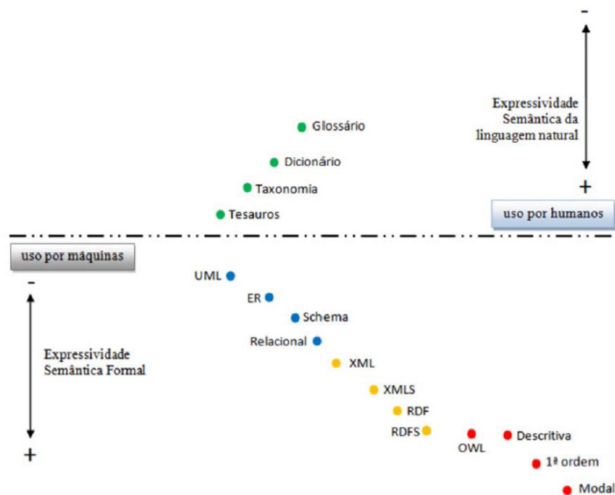 -
Expressividade
Semântica da
linguagem natural
+
Glossário
Dicionário
Taxonomia
Tesauros
uso por humanos
uso por máquinas
-
Expressividade
Semântica Formal
+
UML
ER
Schema
Relacional
XML
XMLS
RDF
RDFS
OWL
Descritiva
1ª ordem
Modal